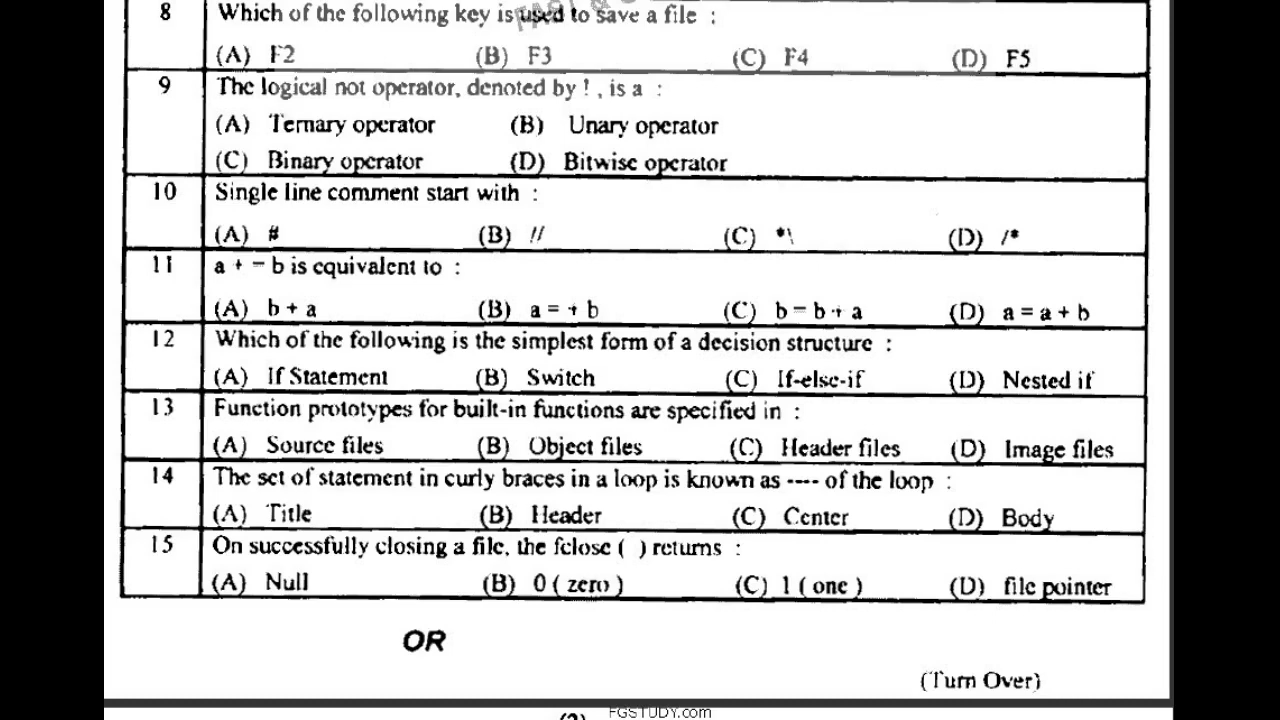 8 Which of the following key is used to save a file :
(A) F2 (B) F3 (C) F4 (D) F5
9 The logical not operator, denoted by ! , is a :
(A) Ternary operator (B) Unary operator
(C) Binary operator (D) Bitwise operator
10 Single line comment start with :
(A) # (B) // (C) *\ (D) /*
11 a + = b is equivalent to :
(A) b + a (B) a = + b (C) b = b + a (D) a = a + b
12 Which of the following is the simplest form of a decision structure :
(A) If Statement (B) Switch (C) If-else-if (D) Nested if
13 Function prototypes for built-in functions are specified in :
(A) Source files (B) Object files (C) Header files (D) Image files
14 The set of statement in curly braces in a loop is known as ---- of the loop :
(A) Title (B) Header (C) Center (D) Body
15 On successfully closing a file, the fclose ( ) returns :
(A) Null (B) 0 ( zero ) (C) 1 ( one ) (D) file pointer
OR
(Turn Over)
FGSTUDY.com